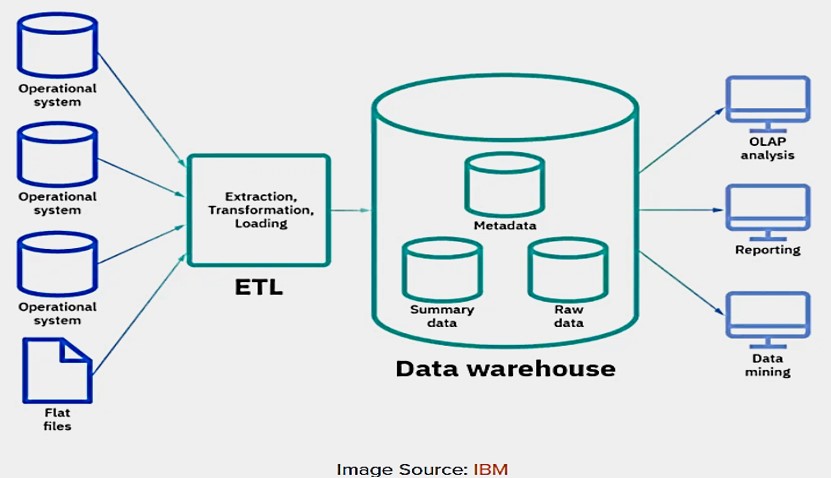 Operational
system
Operational
system
Operational
system
Flat
files
Extraction,
Transformation,
Loading
ETL
Metadata
Summary
data
Raw
data
Data warehouse
OLAP
analysis
Reporting
Data
mining
Image Source: IBM